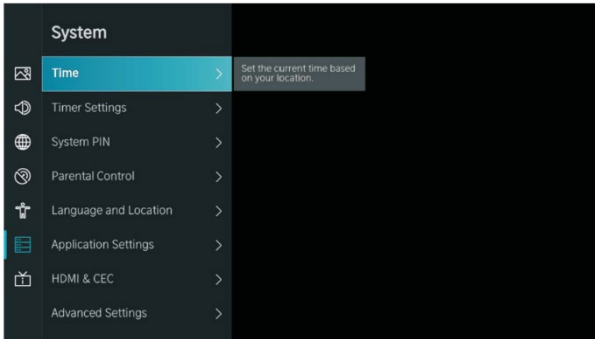 System
Time
Set the current time based
on your location.
Timer Settings
System PIN
Parental Control
Language and Location
Application Settings
HDMI & CEC
Advanced Settings